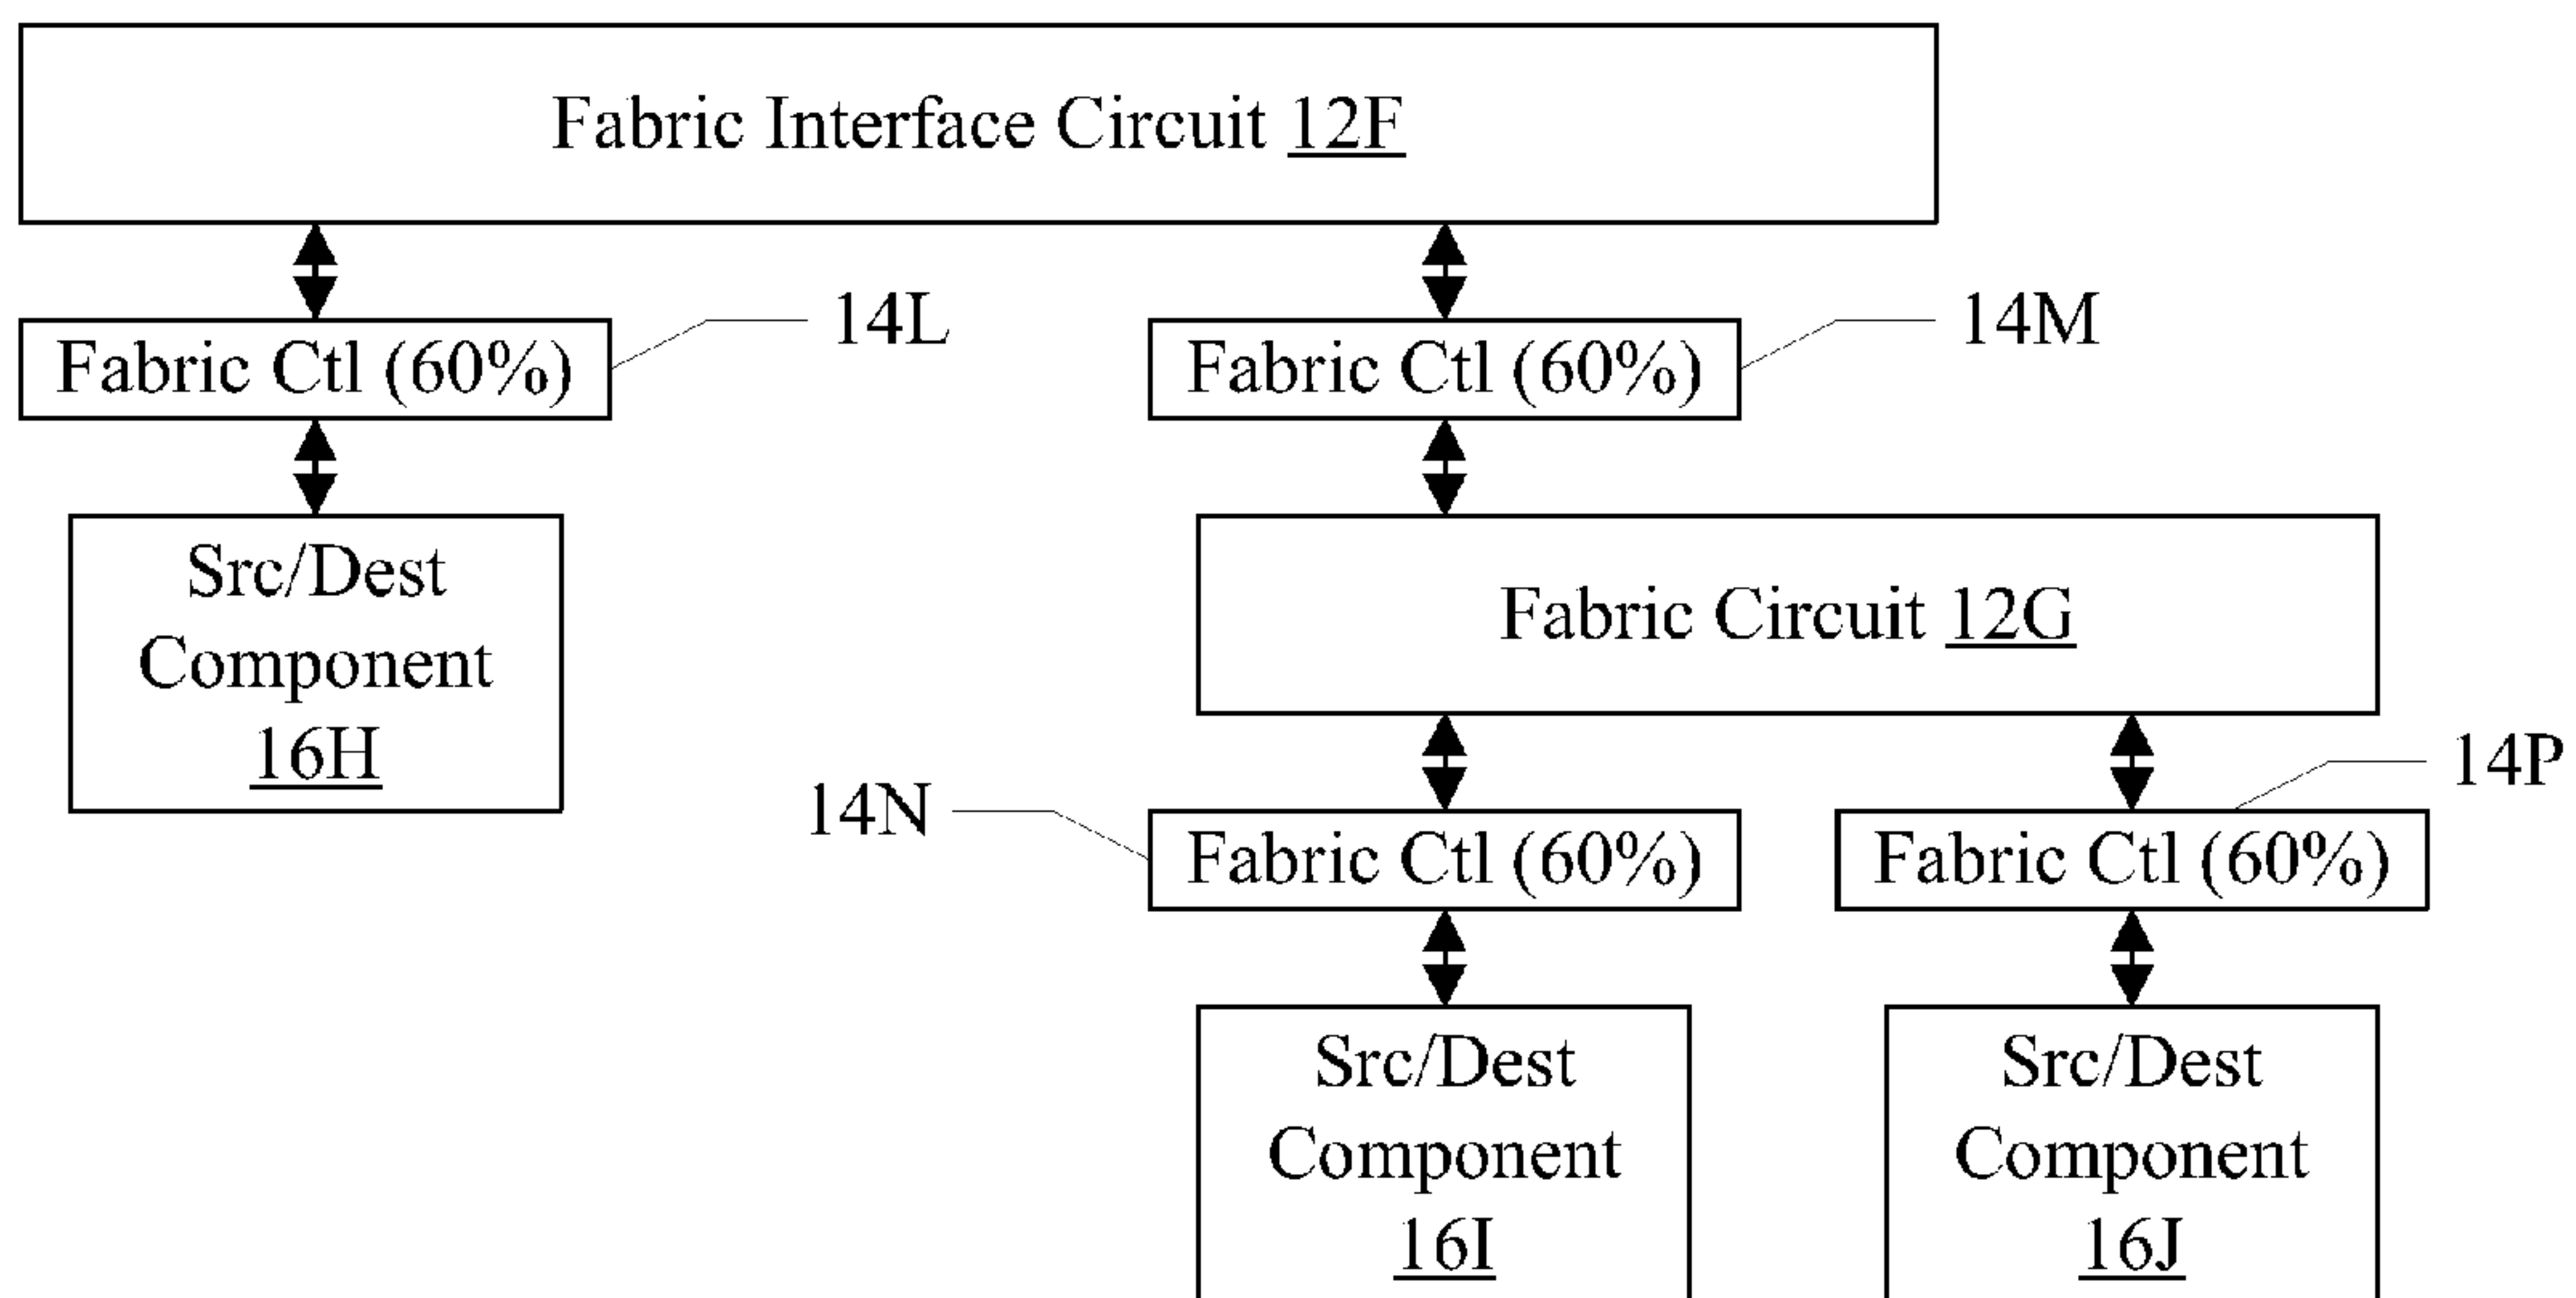 Fabric Interface Circuit 12F
14L
14M
Fabric Ctl (60%)
Fabric Ctl (60%)
Src/Dest
Component
16H
Fabric Circuit 12G
14N
14P
Fabric Ctl (60%)
Fabric Ctl (60%)
Src/Dest
Component
16I
Src/Dest
Component
16J